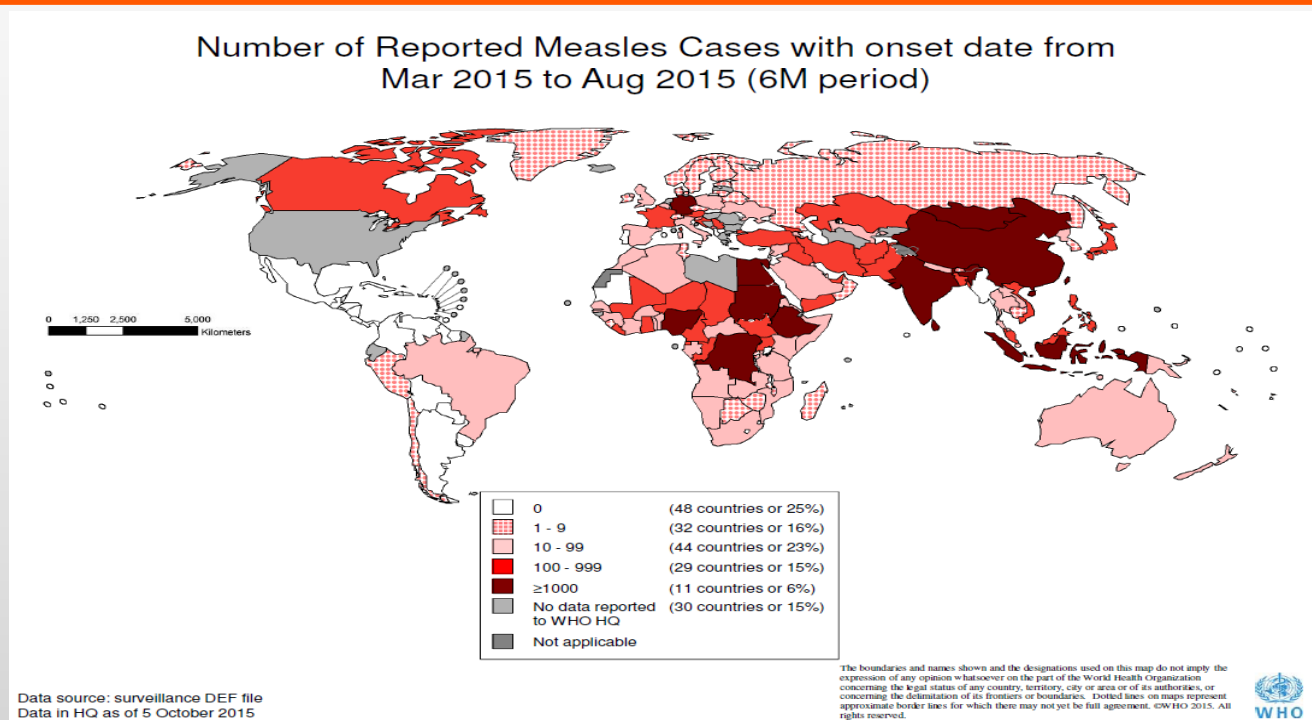 Number of Reported Measles Cases with onset date from
Mar 2015 to Aug 2015 (6M period)
0 1,250 2,500 5,000
Kilometers
0 (48 countries or 25%)
1 - 9 (32 countries or 16%)
10 - 99 (44 countries or 23%)
100 - 999 (29 countries or 15%)
≥1000 (11 countries or 6%)
No data reported (30 countries or 15%)
to WHO HQ
Not applicable
Data source: surveillance DEF file
Data in HQ as of 5 October 2015
The boundaries and names shown and the designations used on this map do not imply the
expression of any opinion whatsoever on the part of the World Health Organization
concerning the legal status of any country, territory, city or area or of its authorities, or
concerning the delimitation of its frontiers or boundaries. Dotted lines on maps represent
approximate border lines for which there may not yet be full agreement. ©WHO 2015. All
rights reserved.
WHO